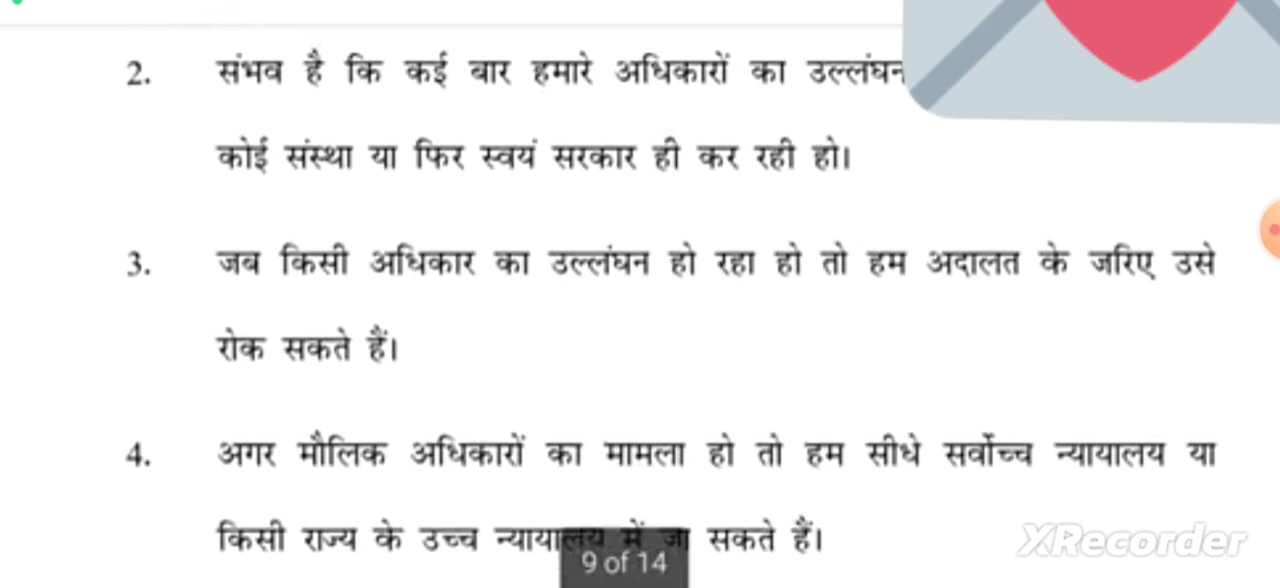 2. संभव है कि कई बार हमारे अधिकारों का उल्लंघन
कोई संस्था या फिर स्वयं सरकार ही कर रही हो।
3. जब किसी अधिकार का उल्लंघन हो रहा हो तो हम अदालत के जरिए उसे
रोक सकते हैं।
4. अगर मौलिक अधिकारों का मामला हो तो हम सीधे सर्वोच्च न्यायालय या
किसी राज्य के उच्च न्यायालय में जा सकते हैं।
9 of 14
XRecorder